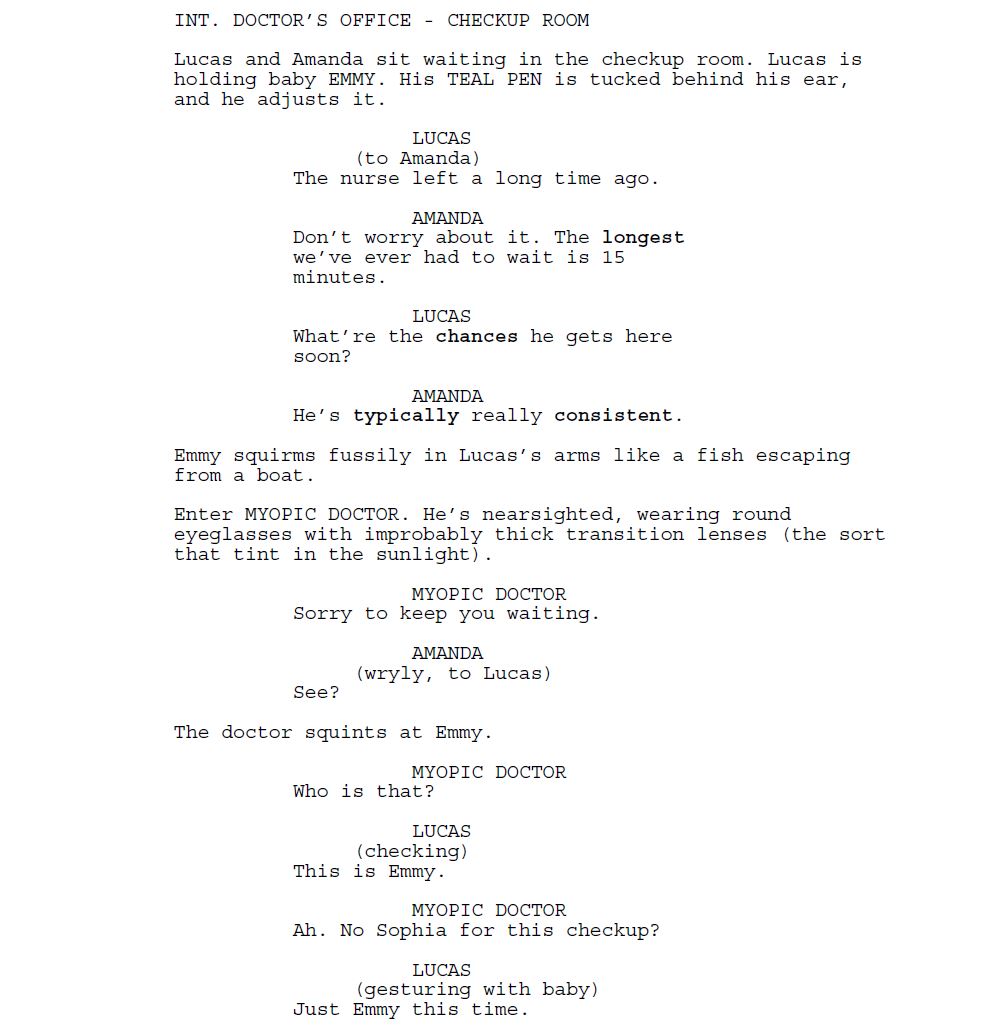 INT. DOCTOR’S OFFICE - CHECKUP ROOM
Lucas and Amanda sit waiting in the checkup room. Lucas is
holding baby EMMY. His TEAL PEN is tucked behind his ear,
and he adjusts it.
LUCAS
(to Amanda)
The nurse left a long time ago.
AMANDA
Don’t worry about it. The longest
we’ve ever had to wait is 15
minutes.
LUCAS
What’re the chances he gets here
soon?
AMANDA
He’s typically really consistent.
Emmy squirms fussily in Lucas’s arms like a fish escaping
from a boat.
Enter MYOPIC DOCTOR. He’s nearsighted, wearing round
eyeglasses with improbably thick transition lenses (the sort
that tint in the sunlight).
MYOPIC DOCTOR
Sorry to keep you waiting.
AMANDA
(wryly, to Lucas)
See?
The doctor squints at Emmy.
MYOPIC DOCTOR
Who is that?
LUCAS
(checking)
This is Emmy.
MYOPIC DOCTOR
Ah. No Sophia for this checkup?
LUCAS
(gesturing with baby)
Just Emmy this time.